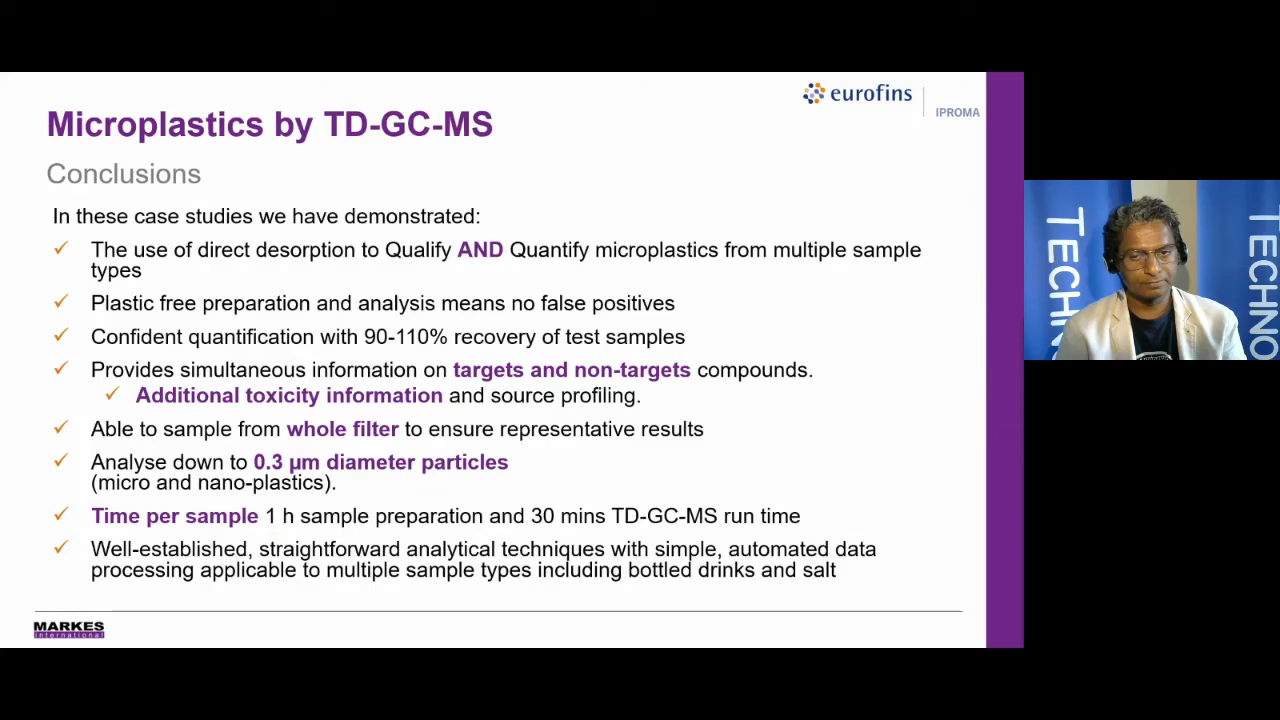 eurofins
IPROMA
Microplastics by TD-GC-MS
Conclusions
In these case studies we have demonstrated:
✓ The use of direct desorption to Qualify AND Quantify microplastics from multiple sample
types
✓ Plastic free preparation and analysis means no false positives
✓ Confident quantification with 90-110% recovery of test samples
✓ Provides simultaneous information on targets and non-targets compounds.
✓ Additional toxicity information and source profiling.
✓ Able to sample from whole filter to ensure representative results
✓ Analyse down to 0.3 µm diameter particles
(micro and nano-plastics).
✓ Time per sample 1 h sample preparation and 30 mins TD-GC-MS run time
✓ Well-established, straightforward analytical techniques with simple, automated data
processing applicable to multiple sample types including bottled drinks and salt
MARKES
international
TECHN
TECHNO